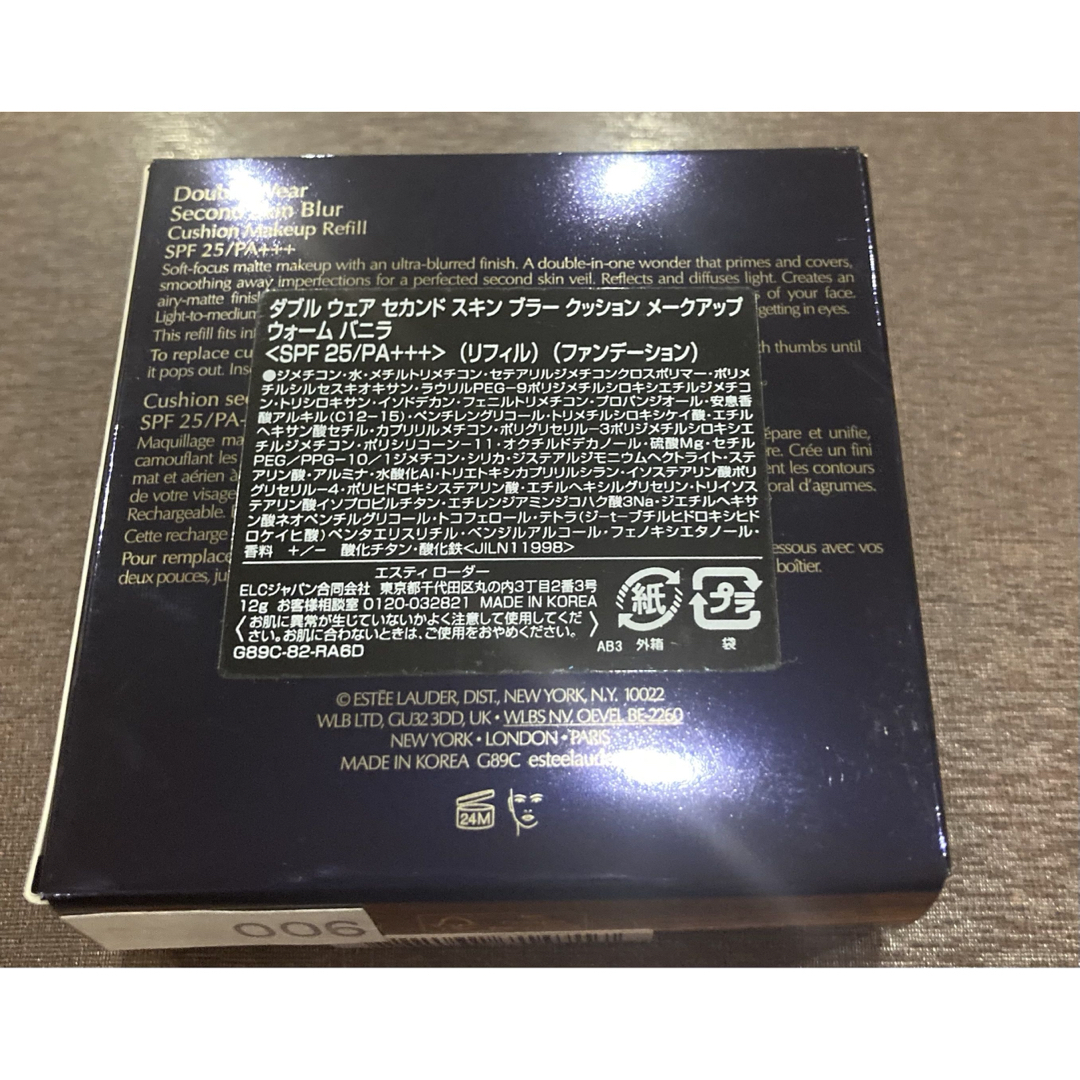 Double Wear
Second Skin Blur
Cushion Makeup Refill
SPF 25/PA+++
Soft-focus matte makeup with an ultra-blurred finish. A double-in-one wonder that primes and covers,
smoothing away imperfections for a perfected second skin veil. Reflects and diffuses light. Creates an
airy-matte finish of your face.
Light-to-medium getting in eyes.
This refill fits
To replace thumbs until
it pops out.
ダブル ウェア セカンド スキン ブラー クッション メークアップ
ウォーム バニラ
<SPF 25/PA+++>(リフィル)(ファンデーション)
●ジメチコン・水・メチルトリメチコン・セテアリルジメチコンクロスポリマー・ポリメ
チルシルセスキオキサン・ラウリルPEG-9ポリジメチルシロキシエチルジメチコ
ン・トリシロキサン・イソドデカン・フェニルトリメチコン・プロパンジオール・安息香
酸アルキル(C12-15)・ペンチレングリコール・トリメチルシロキシケイ酸・エチル
ヘキサン酸セチル・カプリリルメチコン・ポリグリセリル-3ポリジメチルシロキシエ
チルジメチコン・ポリシリコーン-11・オクチルドデカノール・硫酸Mg・セチル
PEG/PPG-10/1ジメチコン・シリカ・ジステアルジモニウムヘクトライト・ステ
アリン酸・アルミナ・水酸化Al・トリエトキシカプリリルシラン・イソステアリン酸ポリ
グリセリル-4・ポリヒドロキシステアリン酸・エチルヘキシルグリセリン・トリイソス
テアリン酸イソプロピルチタン・エチレンジアミンジコハク酸3Na・ジエチルヘキサ
ン酸ネオペンチルグリコール・トコフェロール・テトラ(ジ-t-ブチルヒドロキシヒド
ロケイヒ酸)ペンタエリスリチル・ベンジルアルコール・フェノキシエタノール・
香料 +/- 酸化チタン・酸化鉄<JILN11998>
エスティ ローダー
ELCジャパン合同会社 東京都千代田区丸の内3丁目2番3号
12g お客様相談室 0120-032821 MADE IN KOREA
〈お肌に異常が生じていないかよく注意して使用してくだ
さい。お肌に合わないときは、ご使用をおやめください。〉
G89C-82-RA6D
紙
プラ
AB3 外箱 袋
Cushion
SPF 25/PA
Maquillage épare et unifie,
camouflant les Crée un fini
mat et aérien à les contours
de votre visage d'agrumes.
Rechargeable.
Cette recharge
Pour dessous avec vos
deux pouces, boîtier.
© ESTĒE LAUDER, DIST., NEW YORK, N.Y. 10022
WLB LTD, GU32 3DD, UK • WLBS NV, OEVEL BE-2260
NEW YORK • LONDON • PARIS
MADE IN KOREA G89C
24M
006